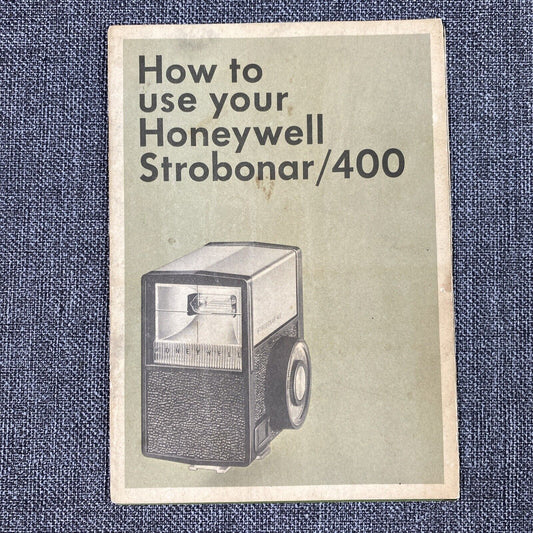 How to
use your
Honeywell
Strobonar/400
HONEYWELL